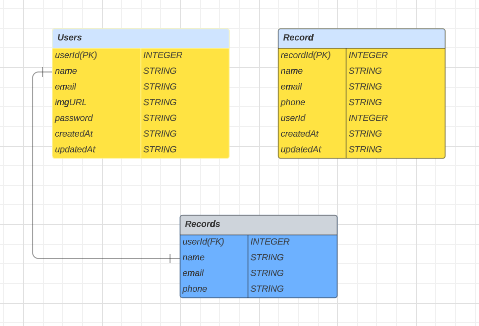 Users
userId(PK) INTEGER
name STRING
email STRING
imgURL STRING
password STRING
createdAt STRING
updatedAt STRING
Record
recordId(PK) INTEGER
name STRING
email STRING
phone STRING
userId INTEGER
createdAt STRING
updatedAt STRING
Records
userId(FK) INTEGER
name STRING
email STRING
phone STRING